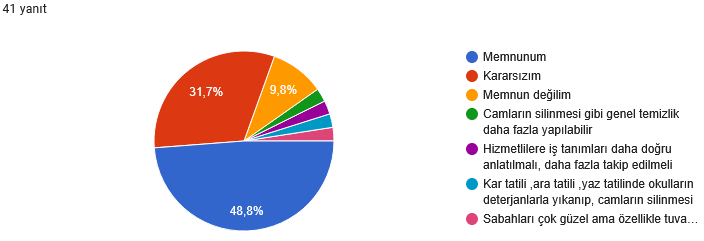 41 yanıt
31,7%
9,8%
48,8%
Memnunum
Kararsızım
Memnun değilim
Camların silinmesi gibi genel temizlik
daha fazla yapılabilir
Hizmetlilere iş tanımları daha doğru
anlatılmalı, daha fazla takip edilmeli
Kar tatili ,ara tatili ,yaz tatilinde okulların
deterjanlarla yıkanıp, camların silinmesi
Sabahları çok güzel ama özellikle tuva…